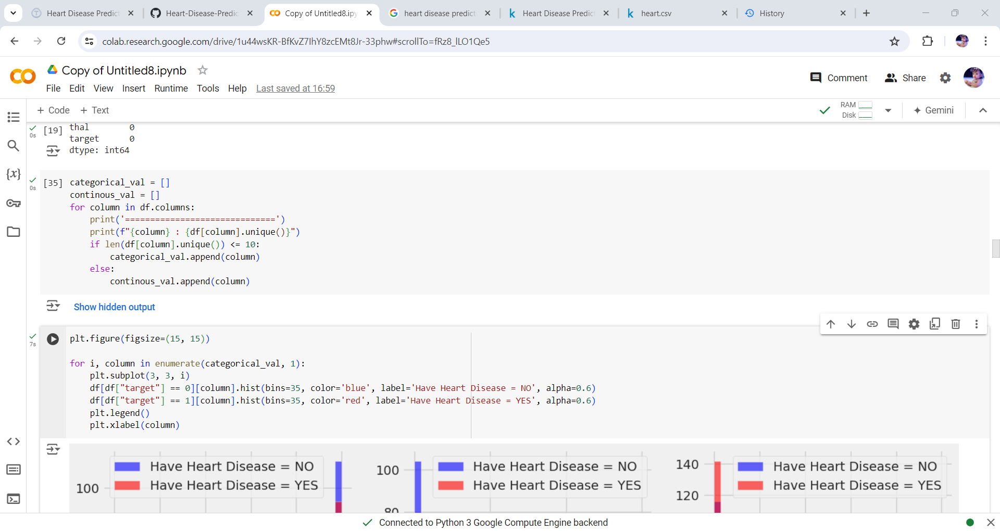 Heart Disease Predict
Heart-Disease-Predic
Copy of Untitled8.ipy
heart disease predict
Heart Disease Predict
heart.csv
History
colab.research.google.com/drive/1u44wsKR-BfKvZ7IhY8zcEMt8Jr-33phw#scrollTo=fRz8_lLO1Qe5
Copy of Untitled8.ipynb
Comment
Share
File Edit View Insert Runtime Tools Help Last saved at 16:59
+ Code + Text
RAM
Disk
Gemini
0s
[19]
thal 0
target 0
dtype: int64
0s
[35]
categorical_val = []
continous_val = []
for column in df.columns:
    print('==============================')
    print(f"{column} : {df[column].unique()}")
    if len(df[column].unique()) <= 10:
        categorical_val.append(column)
    else:
        continous_val.append(column)
Show hidden output
7s
plt.figure(figsize=(15, 15))
for i, column in enumerate(categorical_val, 1):
    plt.subplot(3, 3, i)
    df[df["target"] == 0][column].hist(bins=35, color='blue', label='Have Heart Disease = NO', alpha=0.6)
    df[df["target"] == 1][column].hist(bins=35, color='red', label='Have Heart Disease = YES', alpha=0.6)
    plt.legend()
    plt.xlabel(column)
Have Heart Disease = NO
Have Heart Disease = YES
100
100
Have Heart Disease = NO
Have Heart Disease = YES
80
140
Have Heart Disease = NO
Have Heart Disease = YES
120
Connected to Python 3 Google Compute Engine backend